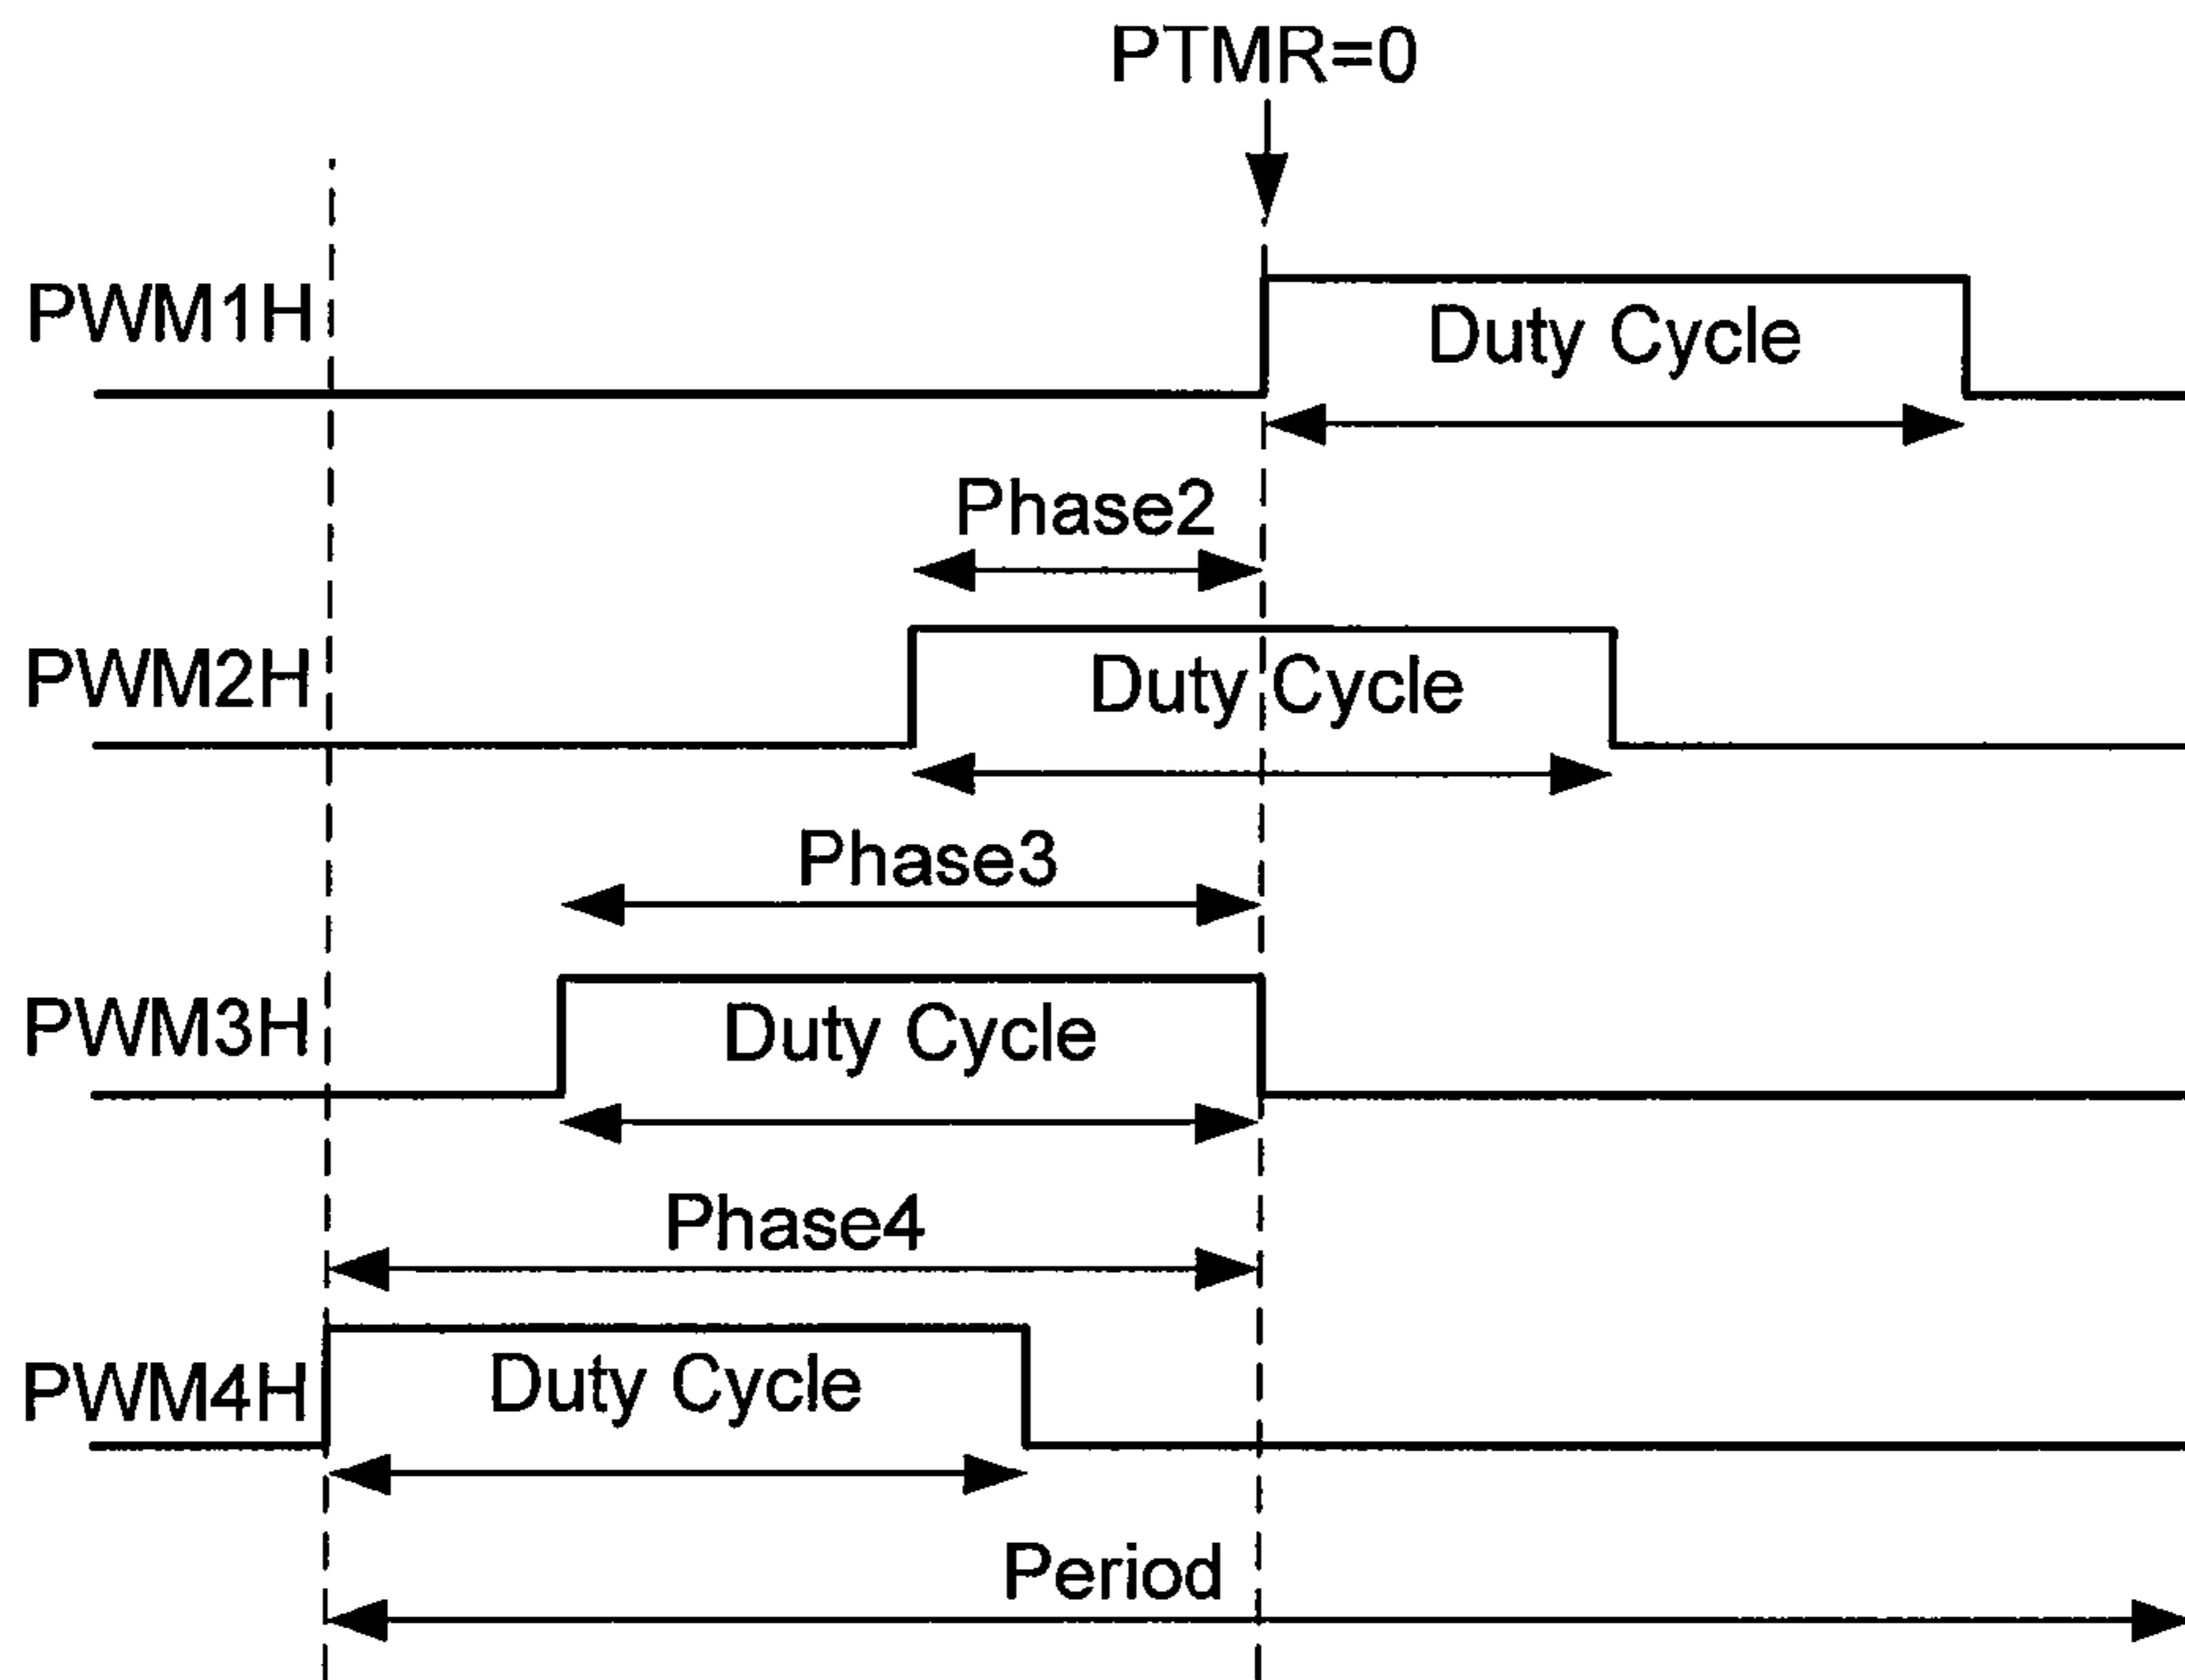 PTMR=0
PWM1H
Duty Cycle
Phase2
PWM2H
Duty Cycle
Phase3
PWM3H
Duty Cycle
Phase4
PWM4H
Duty Cycle
Period